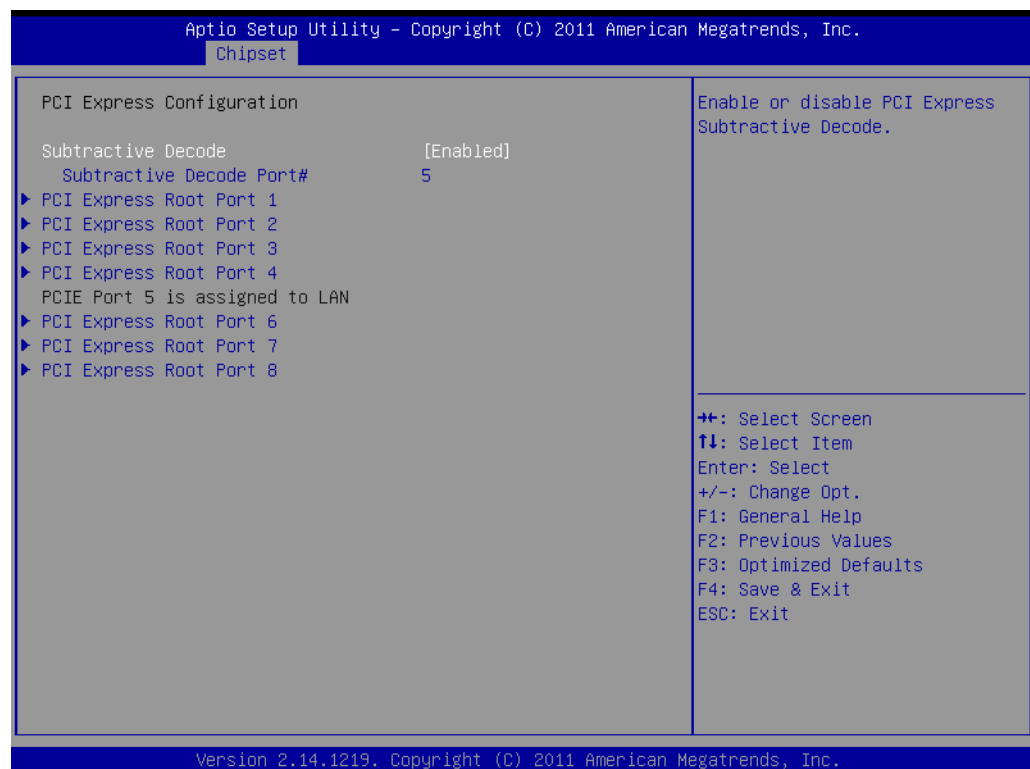 Aptio Setup Utility – Copyright (C) 2011 American Megatrends, Inc.
Chipset
PCI Express Configuration
Subtractive Decode [Enabled]
Subtractive Decode Port# 5
PCI Express Root Port 1
PCI Express Root Port 2
PCI Express Root Port 3
PCI Express Root Port 4
PCIE Port 5 is assigned to LAN
PCI Express Root Port 6
PCI Express Root Port 7
PCI Express Root Port 8
Enable or disable PCI Express
Subtractive Decode.
→←: Select Screen
↑↓: Select Item
Enter: Select
+/-: Change Opt.
F1: General Help
F2: Previous Values
F3: Optimized Defaults
F4: Save & Exit
ESC: Exit
Version 2.14.1219. Copyright (C) 2011 American Megatrends, Inc.